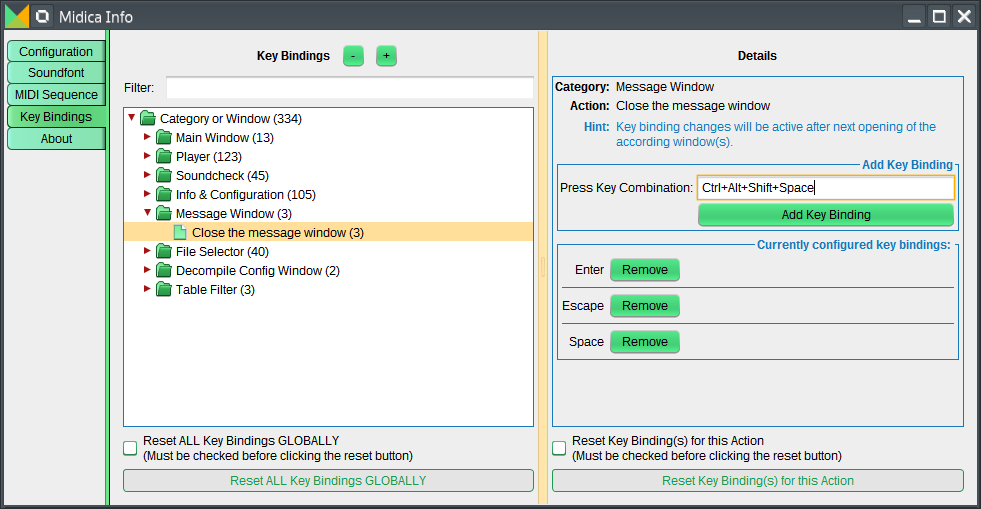 Midica Info
Configuration
Soundfont
MIDI Sequence
Key Bindings
About
Key Bindings - +
Filter:
Category or Window (334)
Main Window (13)
Player (123)
Soundcheck (45)
Info & Configuration (105)
Message Window (3)
Close the message window (3)
File Selector (40)
Decompile Config Window (2)
Table Filter (3)
Reset ALL Key Bindings GLOBALLY
(Must be checked before clicking the reset button)
Reset ALL Key Bindings GLOBALLY
Details
Category: Message Window
Action: Close the message window
Hint: Key binding changes will be active after next opening of the
according window(s).
Add Key Binding
Press Key Combination: Ctrl+Alt+Shift+Space
Add Key Binding
Currently configured key bindings:
Enter Remove
Escape Remove
Space Remove
Reset Key Binding(s) for this Action
(Must be checked before clicking the reset button)
Reset Key Binding(s) for this Action